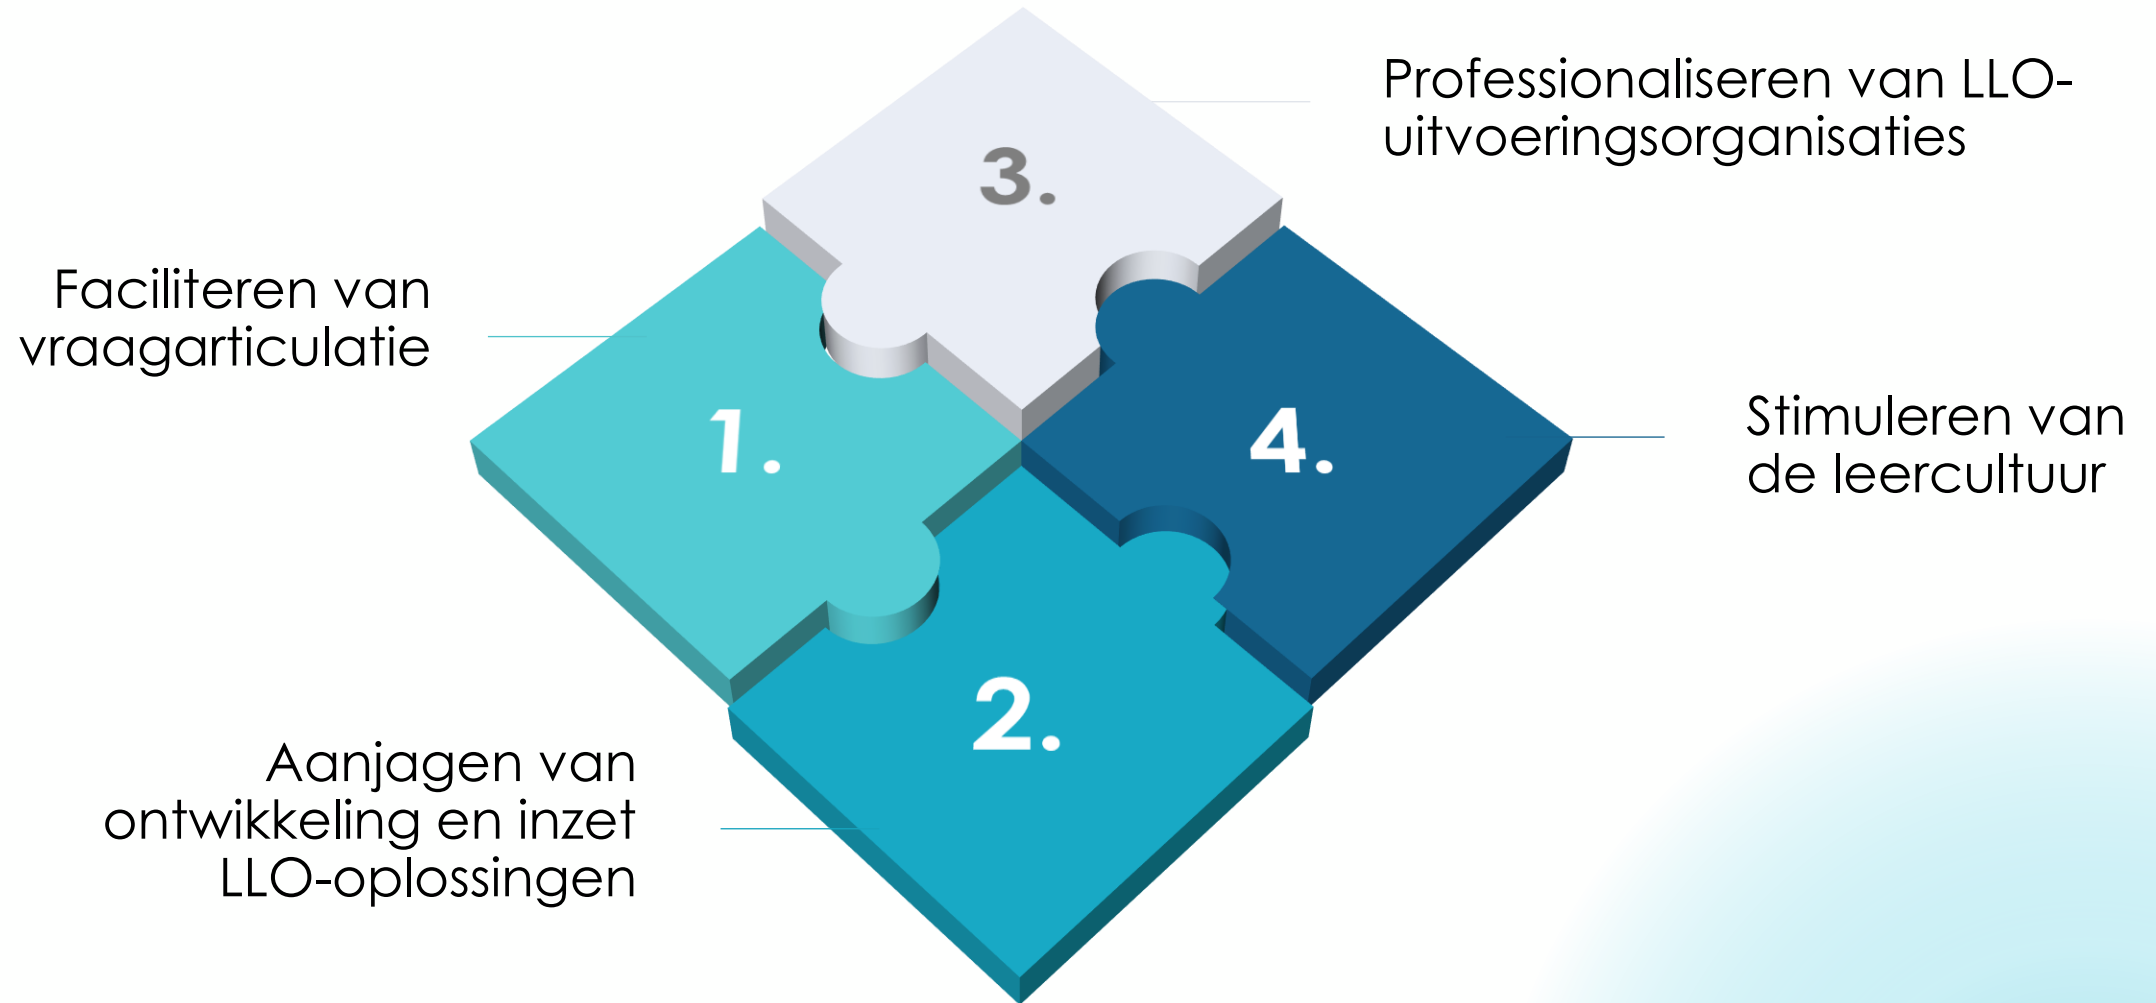 Professionaliseren van LLO-
uitvoeringsorganisaties
3.
Faciliteren van
vraagarticulatie
1.
4.
Stimuleren van
de leercultuur
2.
Aanjagen van
ontwikkeling en inzet
LLO-oplossingen